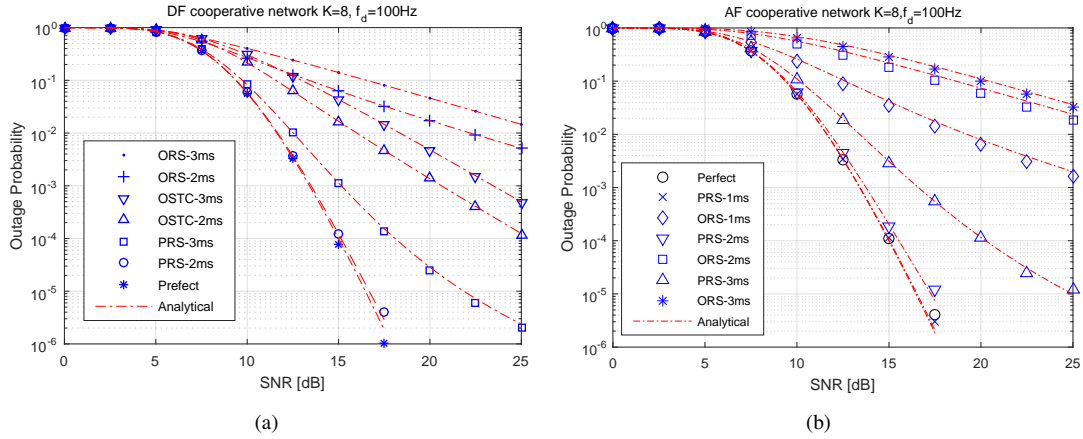 DF cooperative network K=8, f_d=100Hz
Outage Probability
10^0
10^-1
10^-2
10^-3
10^-4
10^-5
10^-6
ORS-3ms
ORS-2ms
OSTC-3ms
OSTC-2ms
PRS-3ms
PRS-2ms
Prefect
Analytical
0 5 10 15 20 25
SNR [dB]
(a)
AF cooperative network K=8,f_d=100Hz
Outage Probability
10^0
10^-1
10^-2
10^-3
10^-4
10^-5
10^-6
Perfect
PRS-1ms
ORS-1ms
PRS-2ms
ORS-2ms
PRS-3ms
ORS-3ms
Analytical
0 5 10 15 20 25
SNR [dB]
(b)